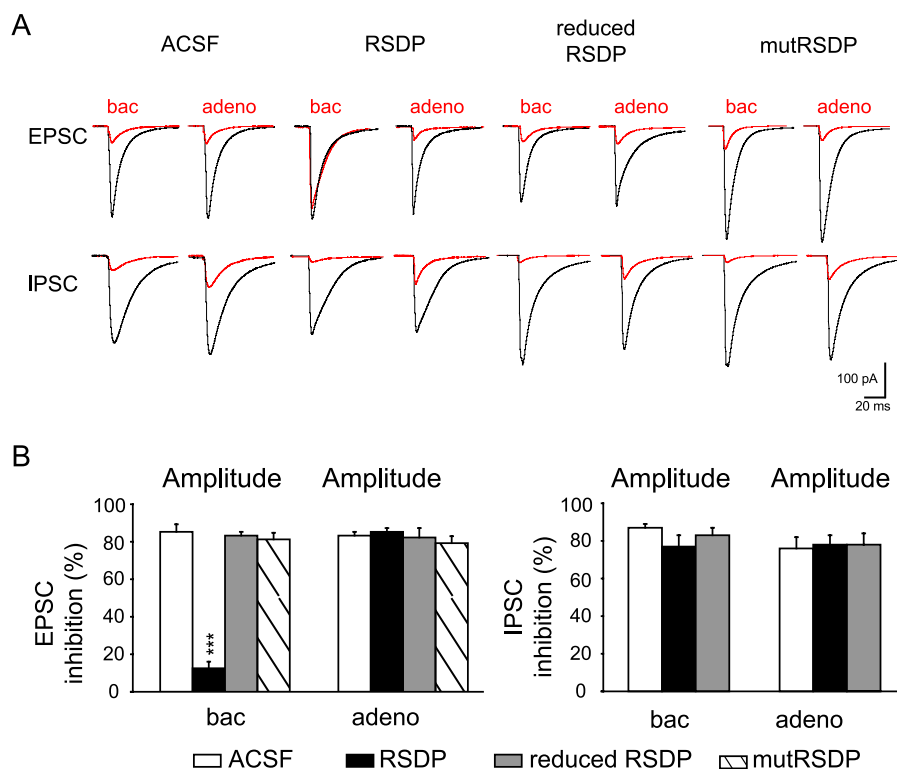 A
ACSF
RSDP
reduced
RSDP
mutRSDP
bac
adeno
bac
adeno
bac
adeno
bac
adeno
EPSC
IPSC
100 pA
20 ms
B
Amplitude
Amplitude
Amplitude
Amplitude
EPSC
inhibition (%)
100
80
60
40
20
0
***
bac
adeno
IPSC
inhibition (%)
100
80
60
40
20
0
bac
adeno
ACSF
RSDP
reduced RSDP
mutRSDP